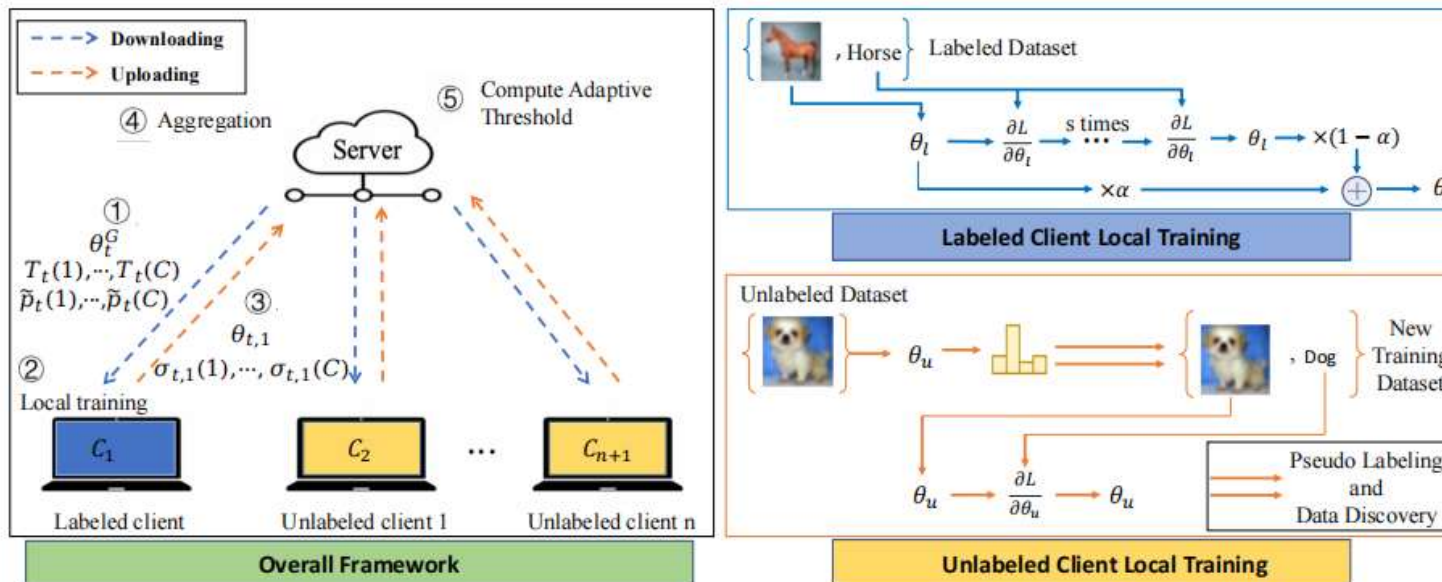 Downloading
Uploading
④ Aggregation
⑤ Compute Adaptive
Threshold
Server
①
θ_t^G
T_t(1),···,T_t(C)
p̃_t(1),···,p̃_t(C)
③
θ_{t,1}
σ_{t,1}(1),···, σ_{t,1}(C)
②
Local training
C_1
C_2
···
C_{n+1}
Labeled client
Unlabeled client 1
Unlabeled client n
Overall Framework
{ , Horse } Labeled Dataset
θ_l
∂L/∂θ_l
s times
···
∂L/∂θ_l
θ_l
×(1 − α)
×α
+
θ
Labeled Client Local Training
Unlabeled Dataset
{ }
θ_u
{ , Dog }
New
Training
Dataset
θ_u
∂L/∂θ_u
θ_u
Pseudo Labeling
and
Data Discovery
Unlabeled Client Local Training